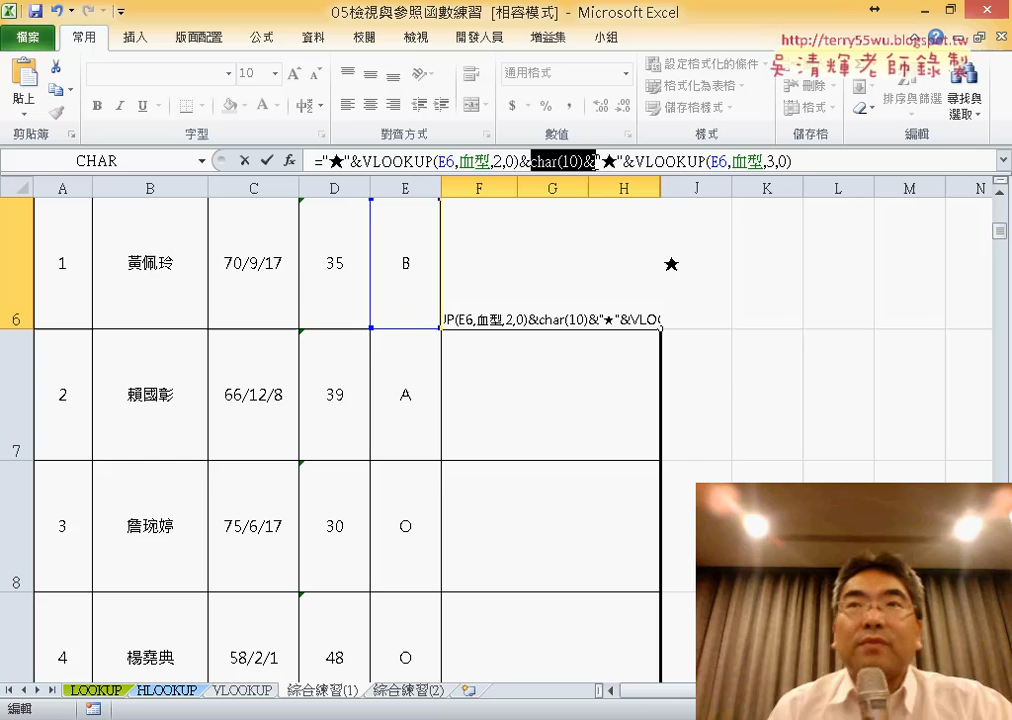 05檢視與參照函數練習 [相容模式] - Microsoft Excel
檔案 常用 插入 版面配置 公式 資料 校閱 檢視 開發人員 增益集 小組
http://terry55wu.blogspot.tw
吳清輝老師錄製
貼上 10 B I U 中 通用格式 $ % , 設定格式化的條件 格式化為表格 儲存格樣式 刪除 格式 排序與篩選 尋找與選取
剪貼簿 字型 對齊方式 數值 樣式 儲存格 編輯
CHAR fx ="★"&VLOOKUP(E6,血型,2,0)&char(10)&"★"&VLOOKUP(E6,血型,3,0)
A B C D E F G H J K L M N
6 1 黃佩玲 70/9/17 35 B ★
JP(E6,血型,2,0)&char(10)&"★"&VLO
7 2 賴國彰 66/12/8 39 A
8 3 詹琬婷 75/6/17 30 O
4 楊堯典 58/2/1 48 O
LOOKUP HLOOKUP VLOOKUP 綜合練習(1) 綜合練習(2)
編輯